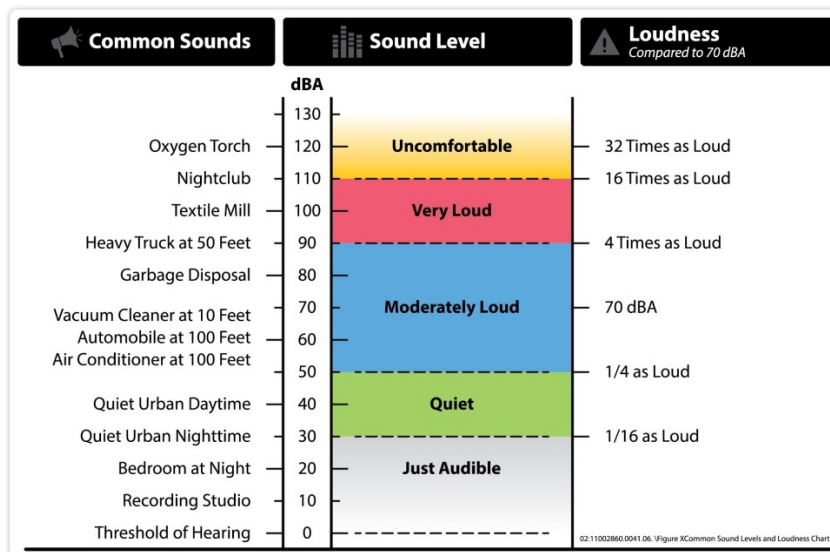 Common Sounds
Sound Level
Loudness
Compared to 70 dBA
dBA
130
Oxygen Torch 120 Uncomfortable 32 Times as Loud
Nightclub 110 16 Times as Loud
Textile Mill 100 Very Loud
Heavy Truck at 50 Feet 90 4 Times as Loud
Garbage Disposal 80
70 Moderately Loud 70 dBA
Vacuum Cleaner at 10 Feet
Automobile at 100 Feet 60
Air Conditioner at 100 Feet
50 1/4 as Loud
Quiet Urban Daytime 40 Quiet
Quiet Urban Nighttime 30 1/16 as Loud
Bedroom at Night 20 Just Audible
Recording Studio 10
Threshold of Hearing 0
02:11002860.0041.06. \Figure XCommon Sound Levels and Loudness Chart